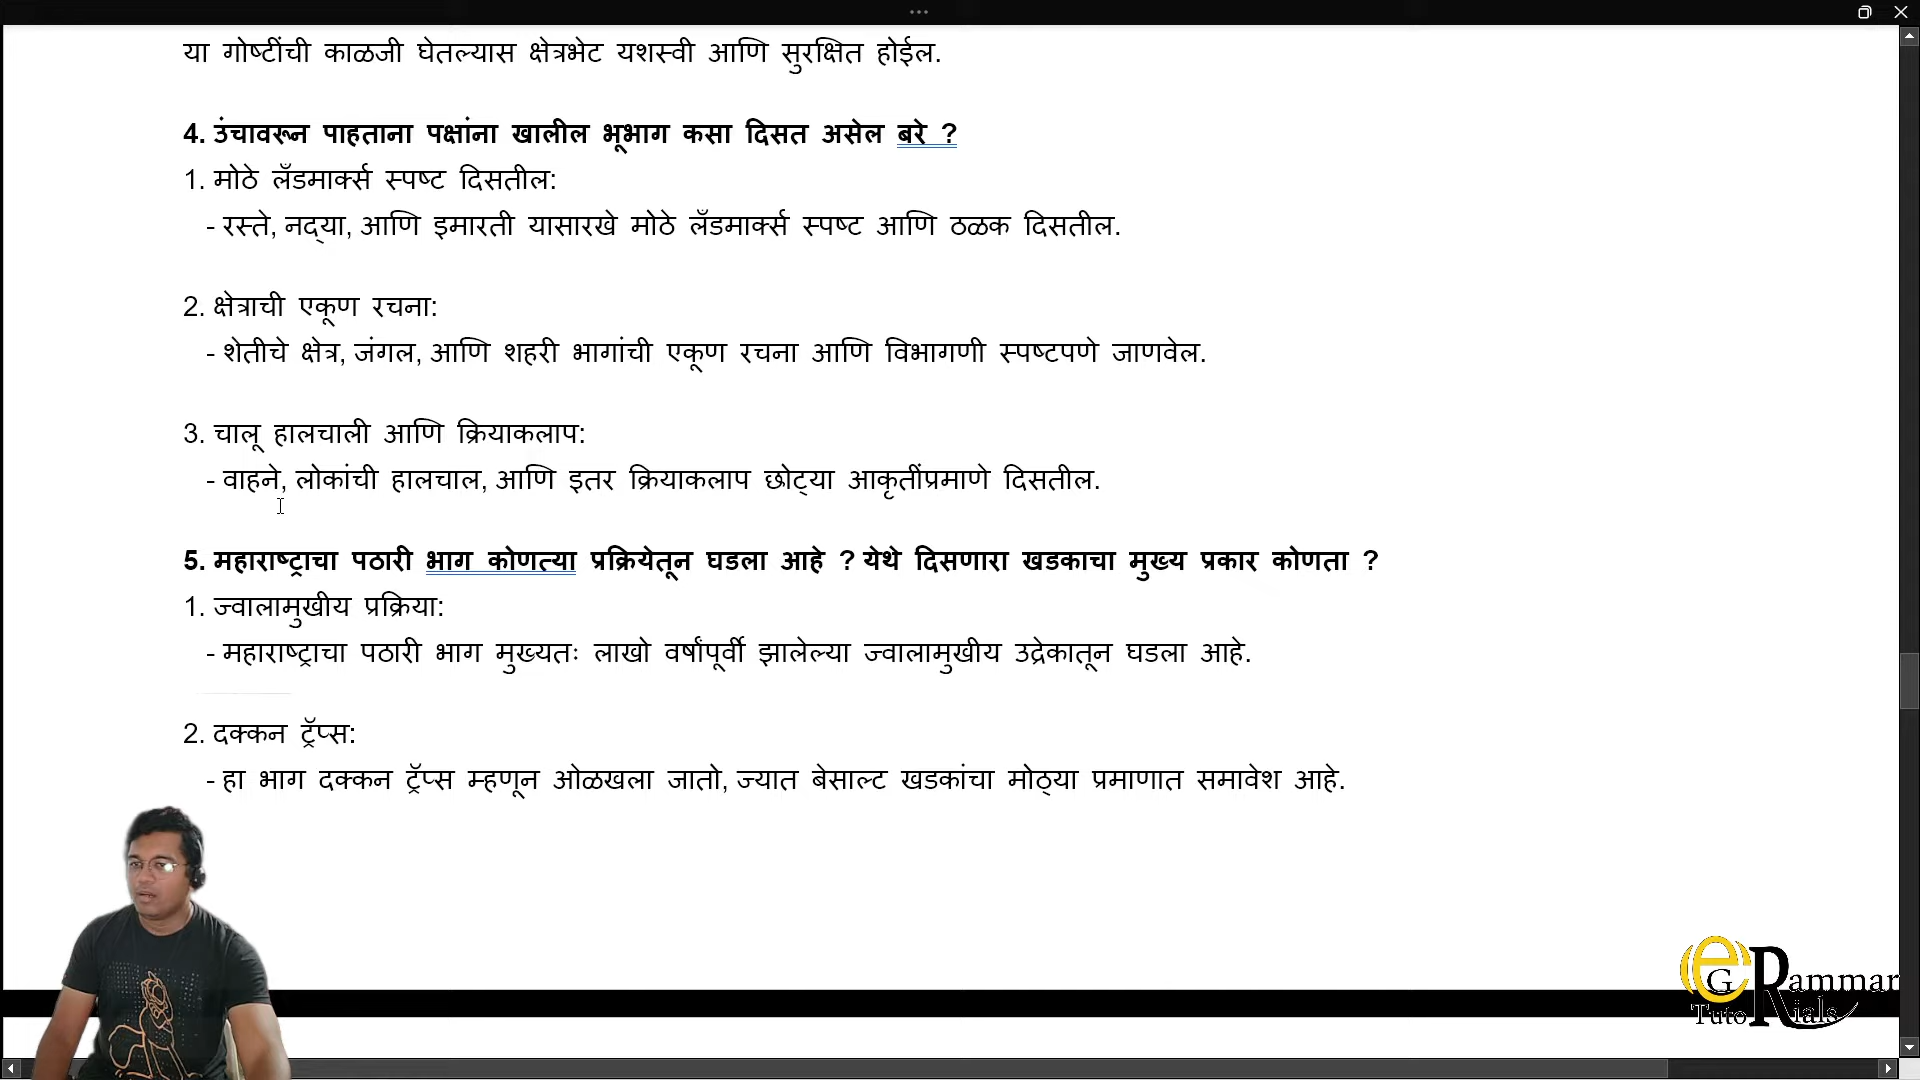 या गोष्टींची काळजी घेतल्यास क्षेत्रभेट यशस्वी आणि सुरक्षित होईल.
4. उंचावरून पाहताना पक्षांना खालील भूभाग कसा दिसत असेल बरे ?
1. मोठे लँडमार्क्स स्पष्ट दिसतील:
- रस्ते, नद्‌या, आणि इमारती यासारखे मोठे लँडमार्क्स स्पष्ट आणि ठळक दिसतील.
2. क्षेत्राची एकूण रचना:
- शेतीचे क्षेत्र, जंगल, आणि शहरी भागांची एकूण रचना आणि विभागणी स्पष्टपणे जाणवेल.
3. चालू हालचाली आणि क्रियाकलाप:
- वाहने, लोकांची हालचाल, आणि इतर क्रियाकलाप छोट्या आकृतींप्रमाणे दिसतील.
5. महाराष्ट्राचा पठारी भाग कोणत्या प्रक्रियेतून घडला आहे ? येथे दिसणारा खडकाचा मुख्य प्रकार कोणता ?
1. ज्वालामुखीय प्रक्रिया:
- महाराष्ट्राचा पठारी भाग मुख्यतः लाखो वर्षांपूर्वी झालेल्या ज्वालामुखीय उद्रेकातून घडला आहे.
2. दक्कन ट्रॅप्स:
- हा भाग दक्कन ट्रॅप्स म्हणून ओळखला जातो, ज्यात बेसाल्ट खडकांचा मोठ्या प्रमाणात समावेश आहे.
e GRammar
TutoRials